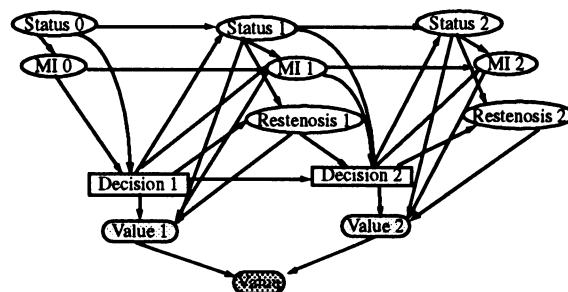 Status 0
Status 1
Status 2
MI 0
MI 1
MI 2
Restenosis 1
Restenosis 2
Decision 1
Decision 2
Value 1
Value 2
Value